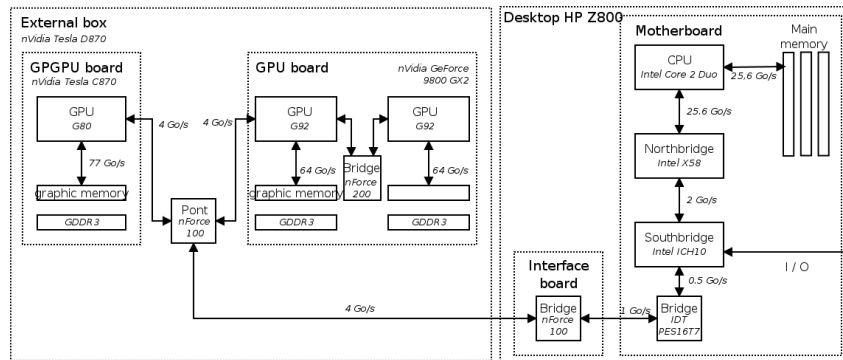 External box
nVidia Tesla D870
GPGPU board
nVidia Tesla C870
GPU
G80
77 Go/s
graphic memory
GDDR3
4 Go/s
Pont
nForce
100
4 Go/s
GPU board
nVidia GeForce
9800 GX2
GPU
G92
64 Go/s
graphic memory
GDDR3
Bridge
nForce
200
GPU
G92
64 Go/s
GDDR3
4 Go/s
Desktop HP Z800
Interface
board
Bridge
nForce
100
1 Go/s
Motherboard
CPU
Intel Core 2 Duo
25,6 Go/s
Main
memory
25.6 Go/s
Northbridge
Intel X58
2 Go/s
Southbridge
Intel ICH10
I / O
0.5 Go/s
Bridge
IDT
PES16T7